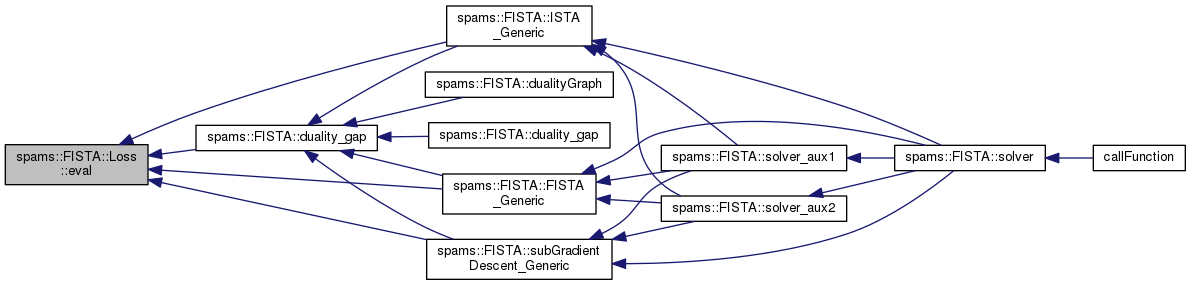 spams::FISTA::Loss
::eval
spams::FISTA::duality_gap
spams::FISTA::ISTA
_Generic
spams::FISTA::dualityGraph
spams::FISTA::duality_gap
spams::FISTA::FISTA
_Generic
spams::FISTA::subGradient
Descent_Generic
spams::FISTA::solver_aux1
spams::FISTA::solver_aux2
spams::FISTA::solver
callFunction